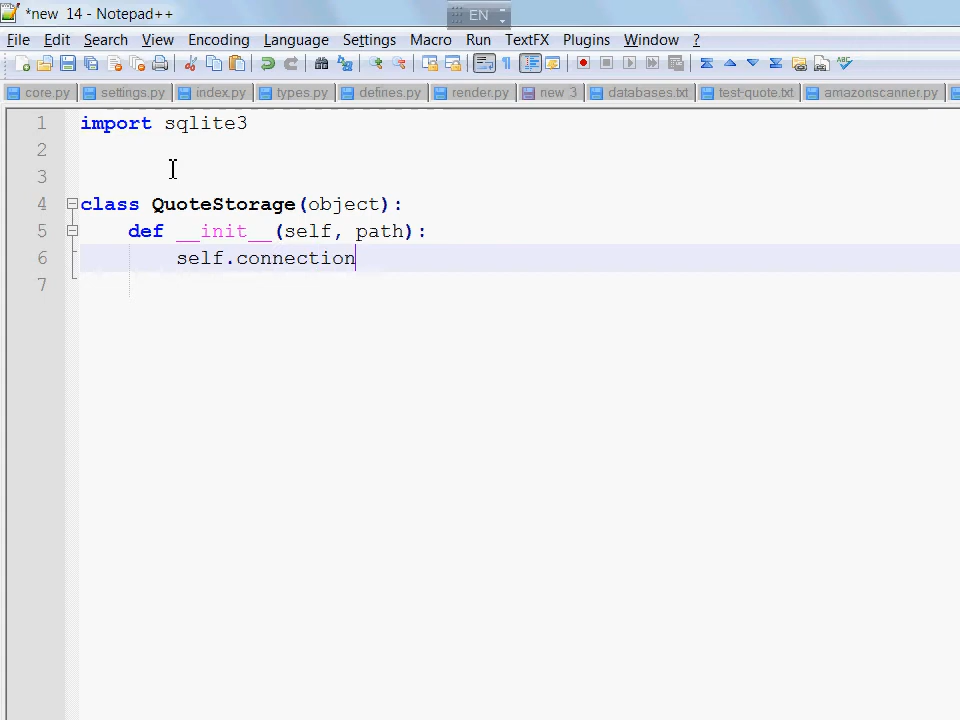 *new 14 - Notepad++
EN
File Edit Search View Encoding Language Settings Macro Run TextFX Plugins Window ?
core.py settings.py index.py types.py defines.py render.py new 3 databases.txt test-quote.txt amazonscanner.py
1 import sqlite3
2
3
4 class QuoteStorage(object):
5 def __init__(self, path):
6 self.connection
7